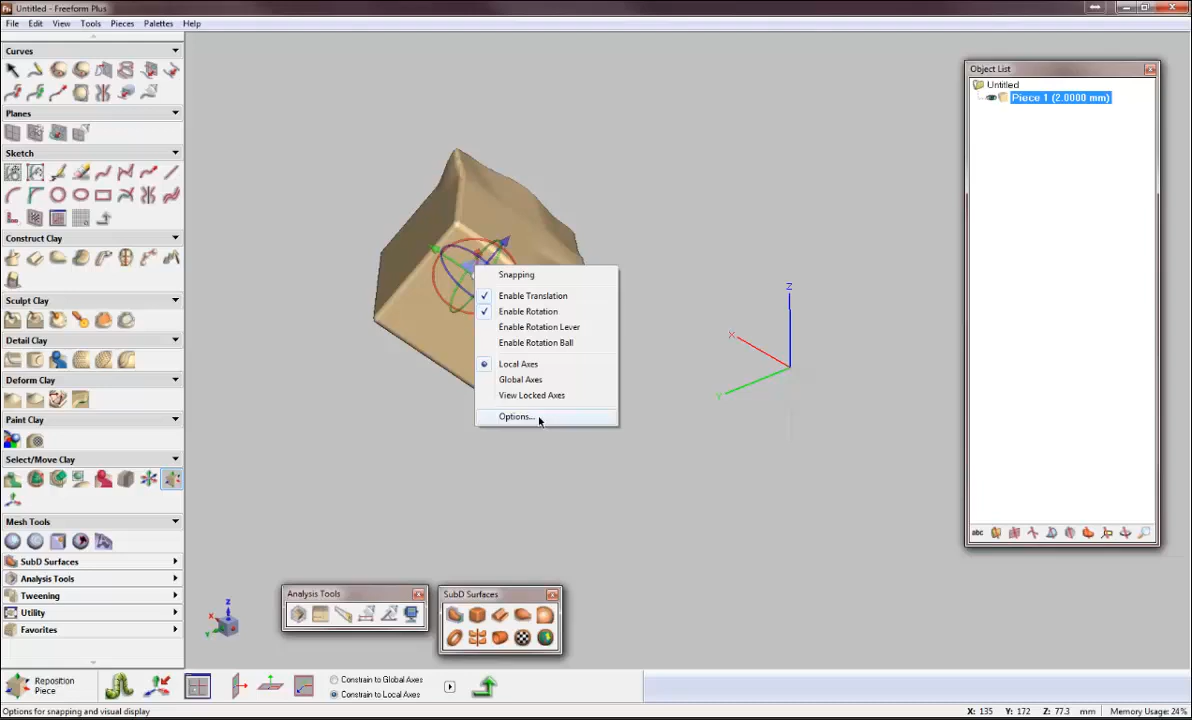 Untitled - Freeform Plus
File Edit View Tools Pieces Palettes Help
Curves
Planes
Sketch
Construct Clay
Sculpt Clay
Detail Clay
Deform Clay
Paint Clay
Select/Move Clay
Mesh Tools
SubD Surfaces
Analysis Tools
Tweening
Utility
Favorites
Snapping
Enable Translation
Enable Rotation
Enable Rotation Lever
Enable Rotation Ball
Local Axes
Global Axes
View Locked Axes
Options...
Z
X
Y
Object List
Untitled
Piece 1 (2.0000 mm)
abc
Z
X
Y
Analysis Tools
SubD Surfaces
Reposition
Piece
Constrain to Global Axes
Constrain to Local Axes
Options for snapping and visual display
X: 135 Y: 172 Z: 77.3 mm Memory Usage: 24%